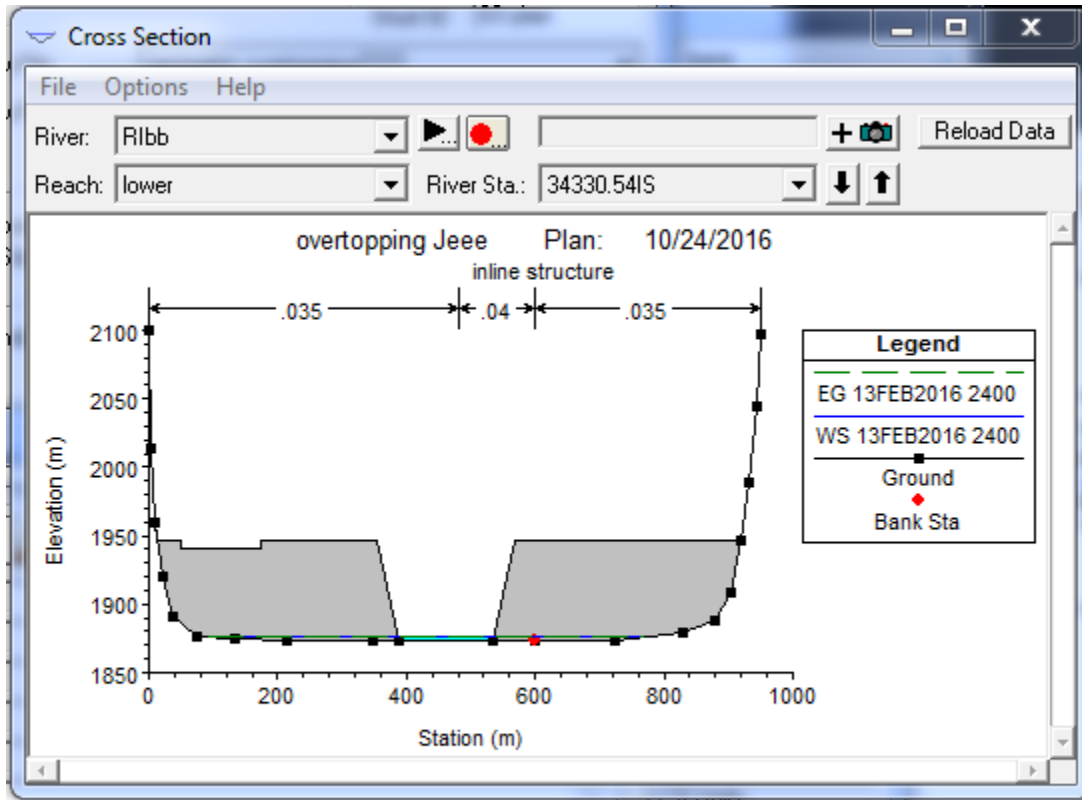 Cross Section
File Options Help
River: RIbb Reload Data
Reach: lower River Sta.: 34330.54IS
overtopping Jeee Plan: 10/24/2016
inline structure
.035 .04 .035
Legend
EG 13FEB2016 2400
WS 13FEB2016 2400
Ground
Bank Sta
Elevation (m)
2100
2050
2000
1950
1900
1850
0 200 400 600 800 1000
Station (m)